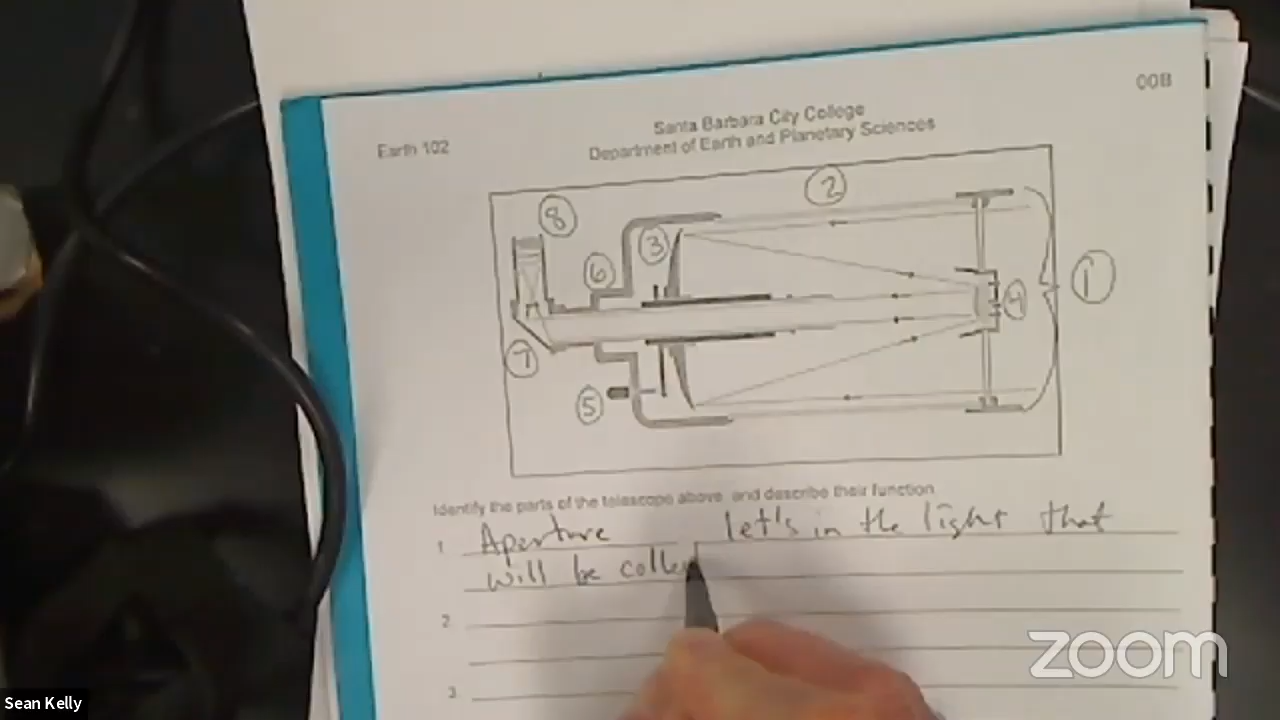 00B
Santa Barbara City College
Earth 102
Department of Earth and Planetary Sciences
2
8
3
6
1
4
7
5
Identify the parts of the telescope above and describe their function
1. Aperture let's in the light that
will be colle
2.
3.
zoom
Sean Kelly